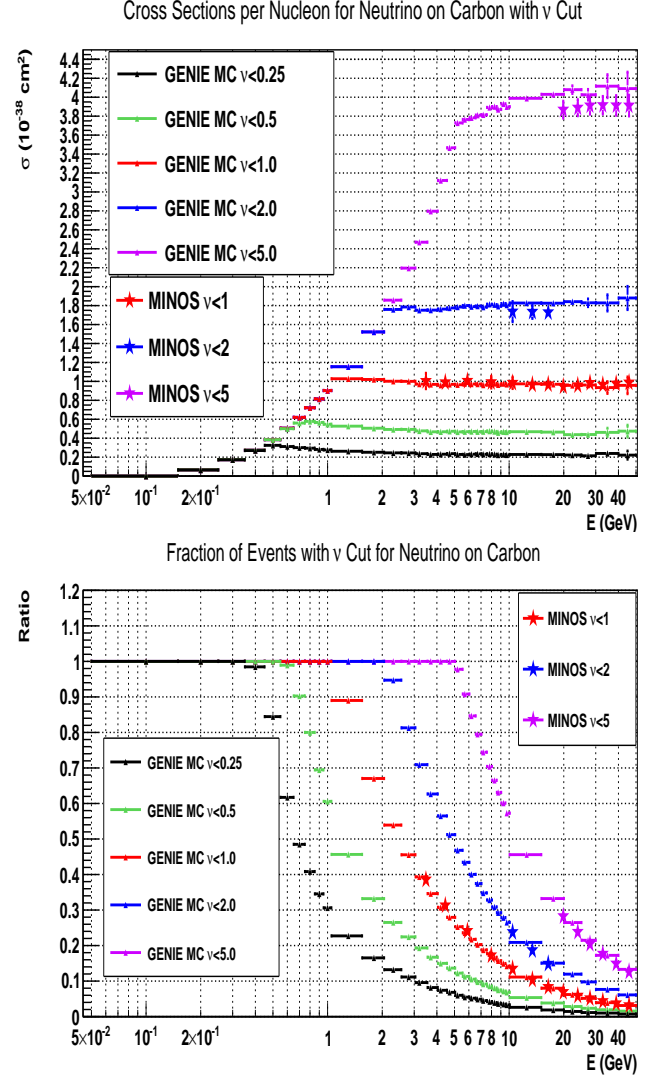 Cross Sections per Nucleon for Neutrino on Carbon with ν Cut
σ (10⁻³⁸ cm²)
4.4
4.2
4
3.8
3.6
3.4
3.2
3
2.8
2.6
2.4
2.2
2
1.8
1.6
1.4
1.2
1
0.8
0.6
0.4
0.2
0
GENIE MC ν<0.25
GENIE MC ν<0.5
GENIE MC ν<1.0
GENIE MC ν<2.0
GENIE MC ν<5.0
MINOS ν<1
MINOS ν<2
MINOS ν<5
5×10⁻² 10⁻¹ 2×10⁻¹ 1 2 3 4 5 6 7 8 10 20 30 40
E (GeV)
Fraction of Events with ν Cut for Neutrino on Carbon
Ratio
1.2
1.1
1
0.9
0.8
0.7
0.6
0.5
0.4
0.3
0.2
0.1
0
MINOS ν<1
MINOS ν<2
MINOS ν<5
GENIE MC ν<0.25
GENIE MC ν<0.5
GENIE MC ν<1.0
GENIE MC ν<2.0
GENIE MC ν<5.0
5×10⁻² 10⁻¹ 2×10⁻¹ 1 2 3 4 5 6 7 8 10 20 30 40
E (GeV)